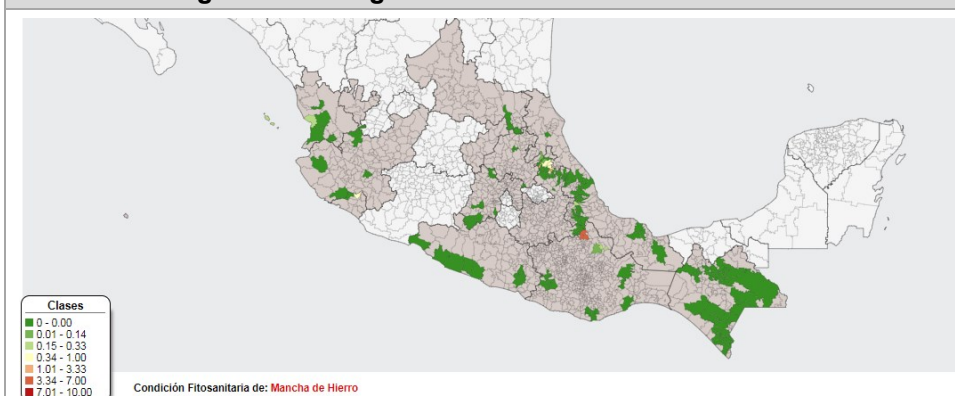 Clases
0 - 0.00
0.01 - 0.14
0.15 - 0.33
0.34 - 1.00
1.01 - 3.33
3.34 - 7.00
7.01 - 10.00
Condición Fitosanitaria de: Mancha de Hierro